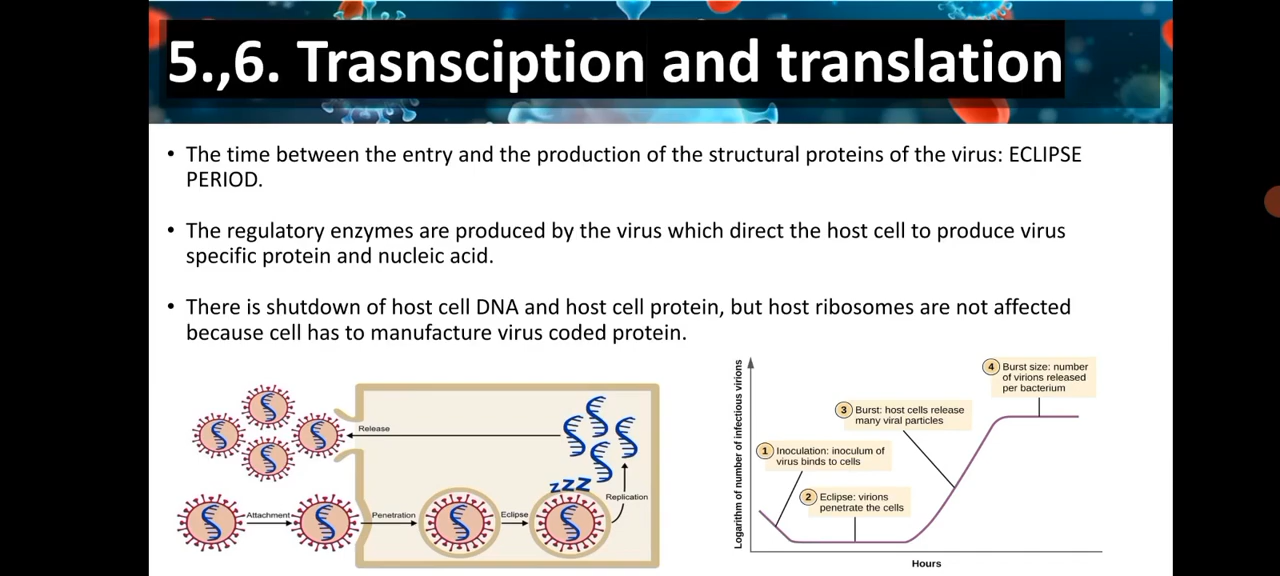 5.,6. Trasnsciption and translation
• The time between the entry and the production of the structural proteins of the virus: ECLIPSE
PERIOD.
• The regulatory enzymes are produced by the virus which direct the host cell to produce virus
specific protein and nucleic acid.
• There is shutdown of host cell DNA and host cell protein, but host ribosomes are not affected
because cell has to manufacture virus coded protein.
Release
zzz
Replication
Attachment
Penetration
Eclipse
Logarithm of number of infectious virions
4 Burst size: number
of virions released
per bacterium
3 Burst: host cells release
many viral particles
1 Inoculation: inoculum of
virus binds to cells
2 Eclipse: virions
penetrate the cells
Hours